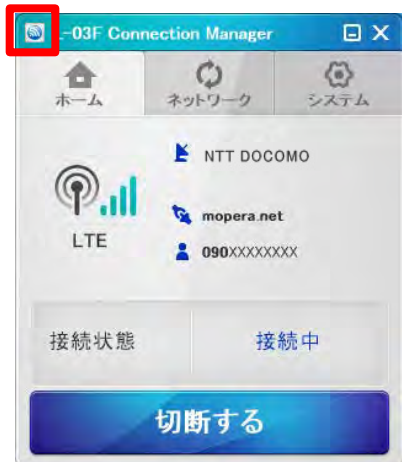 -03F Connection Manager
ホーム
ネットワーク
システム
NTT DOCOMO
mopera.net
LTE
090XXXXXXXX
接続状態
接続中
切断する